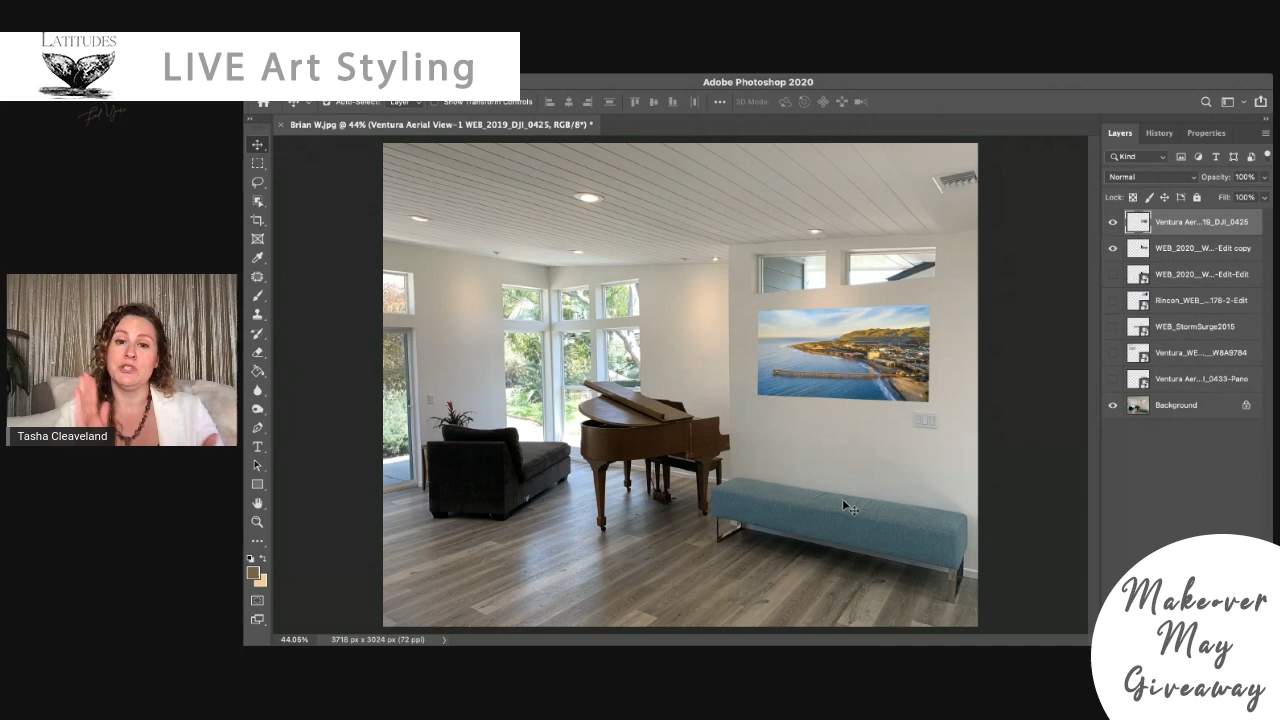 LATITUDES
LIVE Art Styling
Adobe Photoshop 2020
Auto-Select: Layer Show Transform Controls
3D Mode:
Brian W.jpg @ 44% (Ventura Aerial View-1 WEB_2019_DJI_0425, RGB/8*) *
Layers History Properties
Kind
Normal Opacity: 100%
Lock: Fill: 100%
Ventura Aer...19_DJI_0425
WEB_2020__W...-Edit copy
WEB_2020__W...-Edit-Edit
Rincon_WEB_...176-2-Edit
WEB_StormSurge2015
Ventura_WE...__W8A9784
Ventura Aer...I_0433-Pano
Background
Tasha Cleaveland
44.05% 3718 px x 3024 px (72 ppi)
Makeover
May
Giveaway